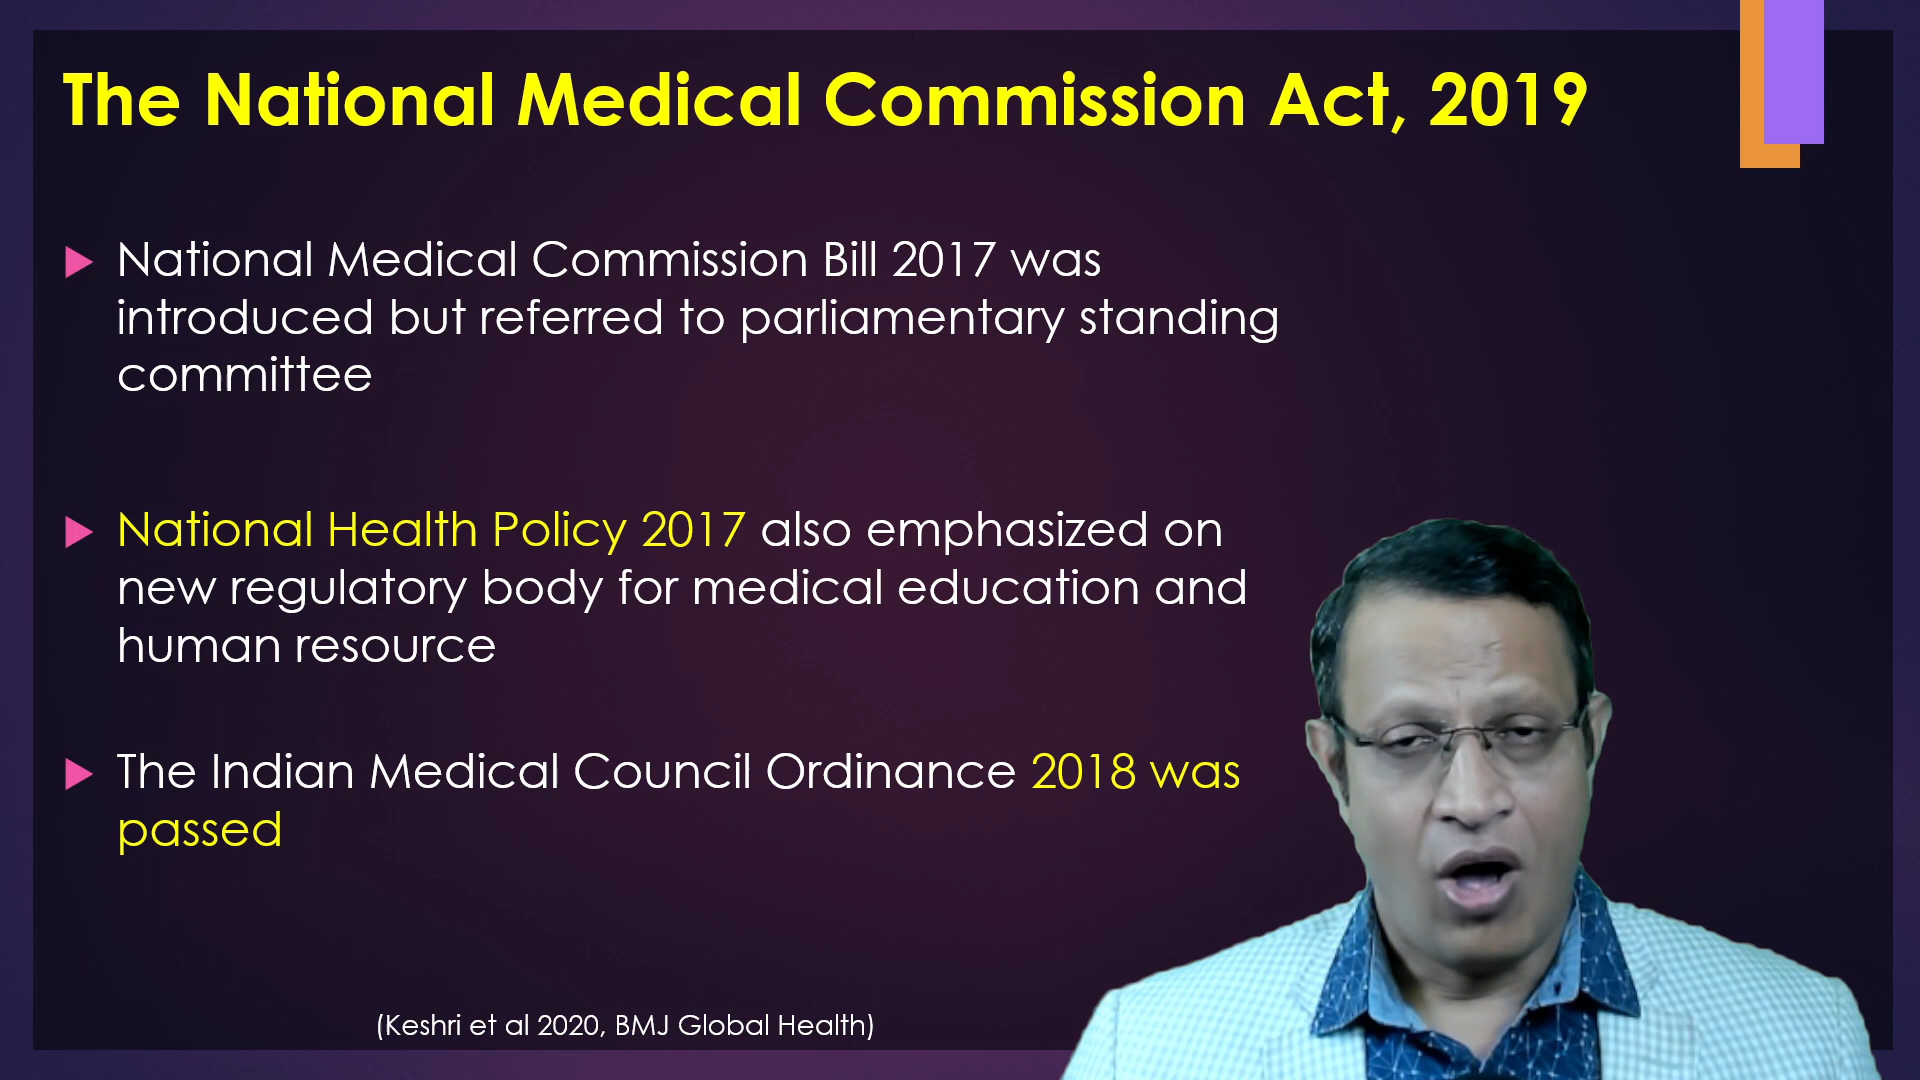 The National Medical Commission Act, 2019
National Medical Commission Bill 2017 was
introduced but referred to parliamentary standing
committee
National Health Policy 2017 also emphasized on
new regulatory body for medical education and
human resource
The Indian Medical Council Ordinance 2018 was
passed
(Keshri et al 2020, BMJ Global Health)